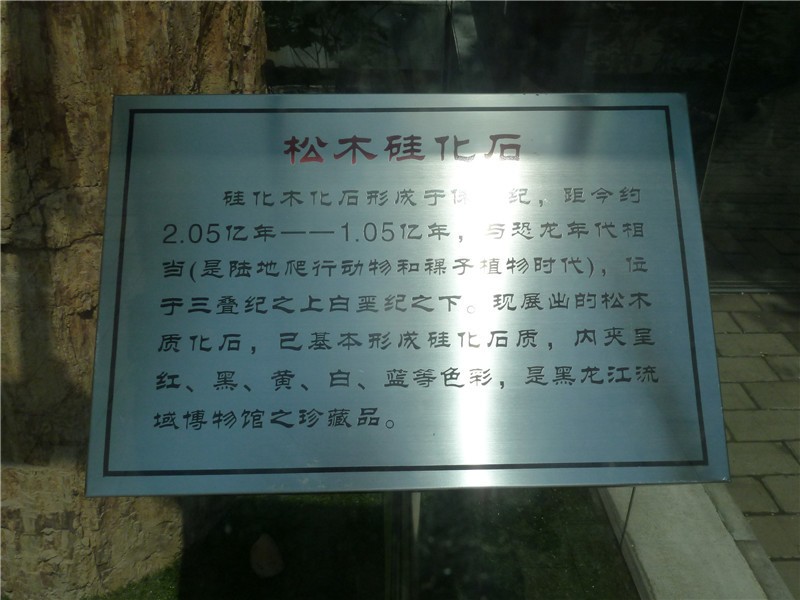 松木硅化石
硅化木化石形成于侏 纪，距今约
2.05亿年——1.05亿年，与恐龙年代相
当(是陆地爬行动物和裸子植物时代)，位
于三叠纪之上白垩纪之下。现展出的松木
质化石，已基本形成硅化石质，内夹呈
红、黑、黄、白、蓝等色彩，是黑龙江流
域博物馆之珍藏品。